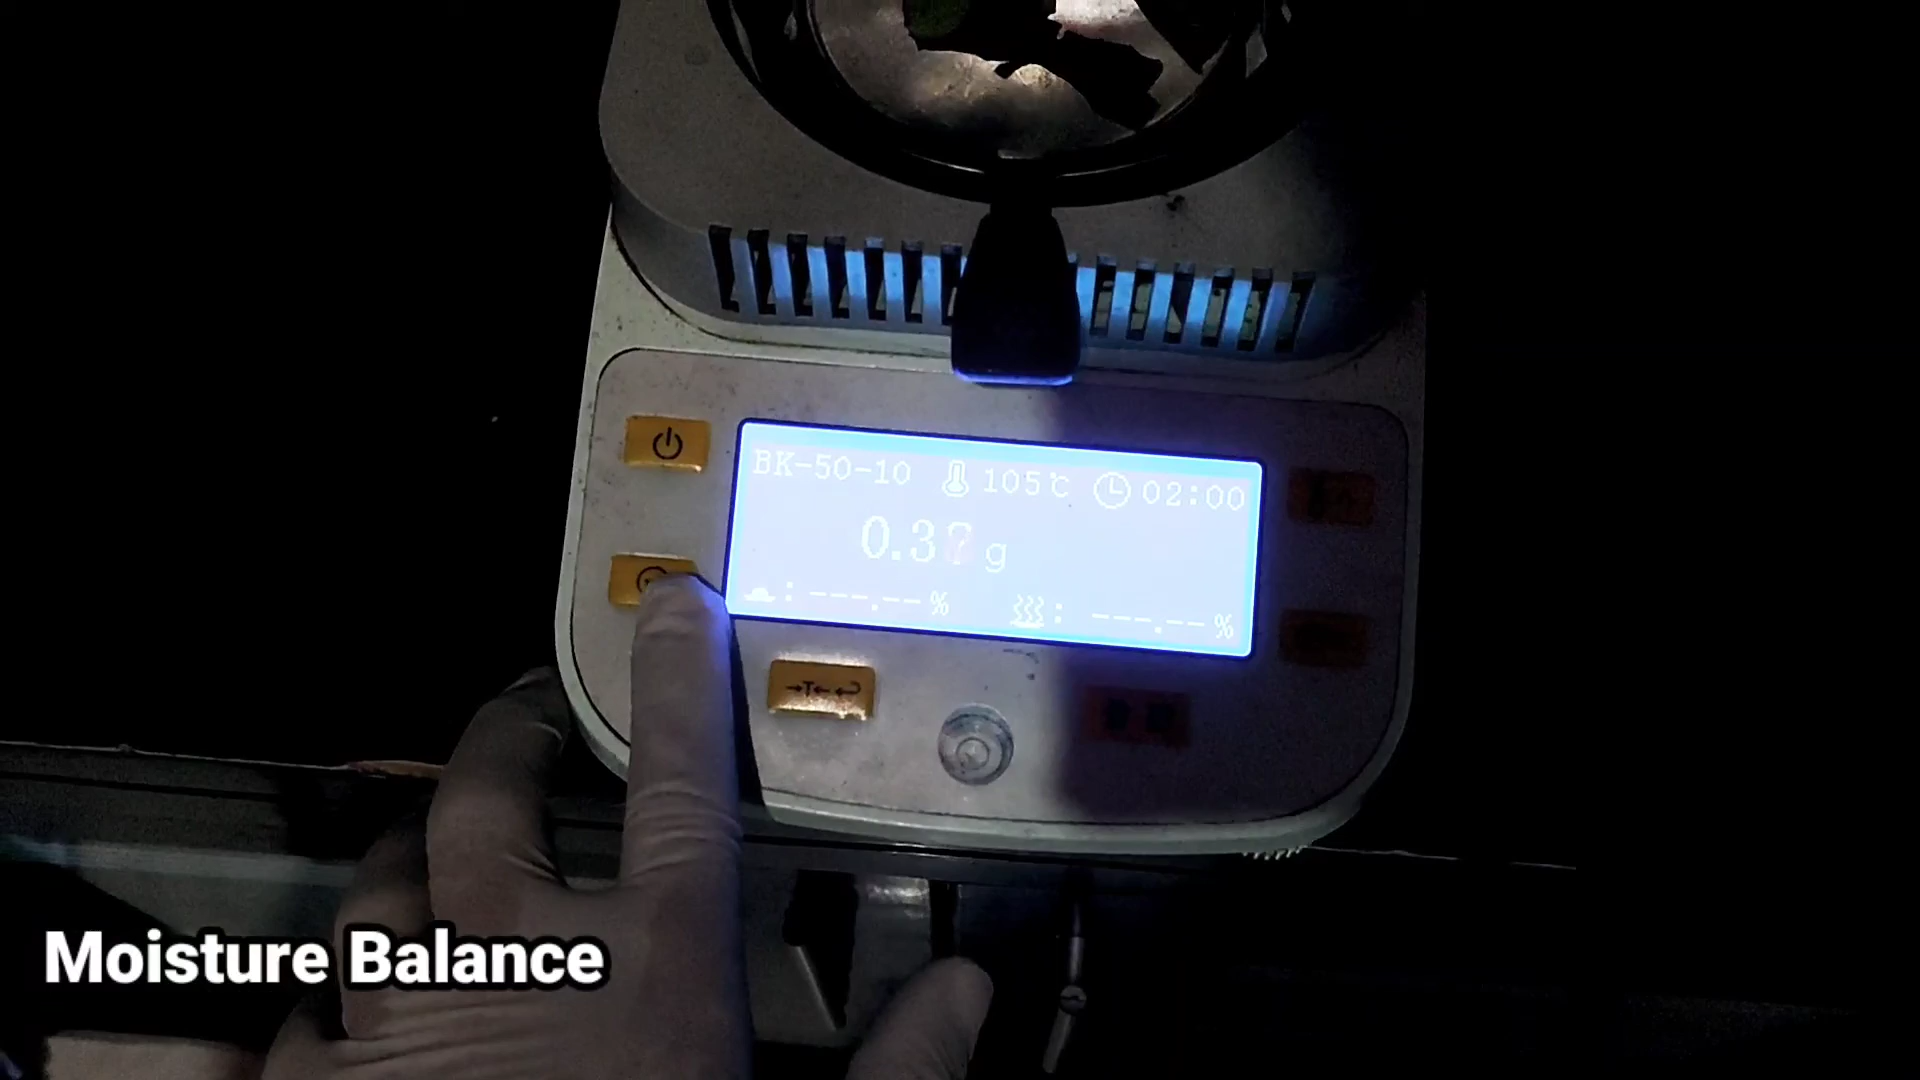 BK-50-10 105℃ 02:00
g
: ---.--% : ---.--%
→T←
Moisture Balance